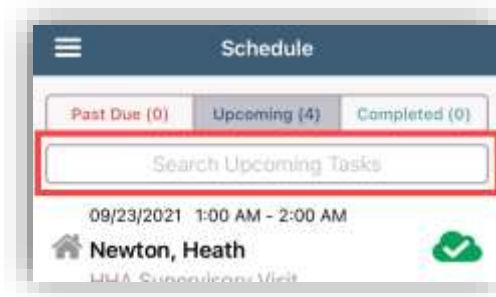 Schedule
Past Due (0) Upcoming (4) Completed (0)
Search Upcoming Tasks
09/23/2021 1:00 AM - 2:00 AM
Newton, Heath
HHA Supervisory Visit